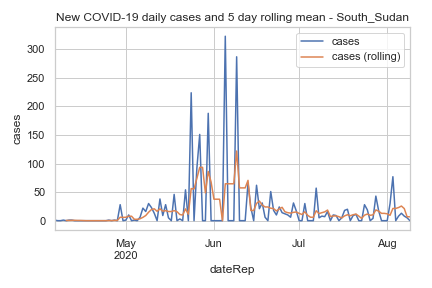 New COVID-19 daily cases and 5 day rolling mean - South_Sudan
cases
cases (rolling)
300
250
200
150
100
50
0
cases
May
2020
Jun
Jul
Aug
dateRep